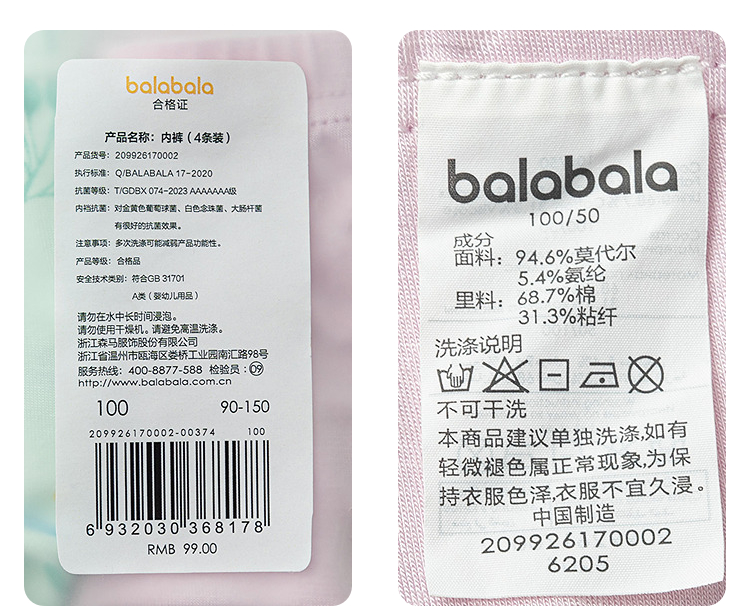 balabala
合格证
产品名称：内裤（4条装）
产品货号：209926170002
执行标准：Q/BALABALA 17-2020
抗菌等级：T/GDBX 074-2023 AAAAAAA级
内裆抗菌：对金黄色葡萄球菌、白色念珠菌、大肠杆菌
有很好的抗菌效果。
注意事项：多次洗涤可能减弱产品功能性。
产品等级：合格品
安全技术类别：符合GB 31701
A类（婴幼儿用品）
请勿在水中长时间浸泡。
请勿使用干燥机。请避免高温洗涤。
浙江森马服饰股份有限公司
浙江省温州市瓯海区娄桥工业园南汇路98号
服务热线：400-8877-588 检验员：09
http://www.balabala.com.cn
100 90-150
209926170002-00374 100
6 932030 368178
RMB 99.00
balabala
100/50
成分
面料：94.6%莫代尔
5.4%氨纶
里料：68.7%棉
31.3%粘纤
洗涤说明
不可干洗
本商品建议单独洗涤,如有
轻微褪色属正常现象,为保
持衣服色泽,衣服不宜久浸。
中国制造
209926170002
6205